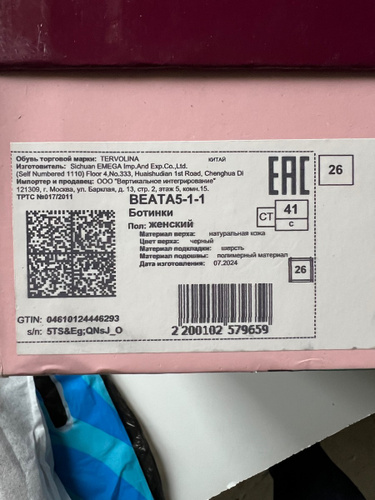 Обувь торговой марки: TERVOLINA КИТАЙ
Изготовитель: Sichuan EMEGA Imp.And Exp.Co.,Ltd.
(Self Numbered 1110) Floor 4,No.333, Huaishudian 1st Road, Chenghua Di
Импортер и продавец: ООО "Вертикальное интегрирование"
121309, г. Москва, ул. Барклая, д. 13, стр. 2, этаж 5, комн.15.
ТРТС №017/2011
EAC
26
BEATA5-1-1
Ботинки
Пол: женский
СТ
41
с
Материал верха: натуральная кожа
Цвет верха: черный
Материал подкладки: шерсть
Материал подошвы: полимерный материал
Дата изготовления 07.2024
26
GTIN: 04610124446293
s/n: 5TS&Eg;QNsJ_O
2 200102 579659